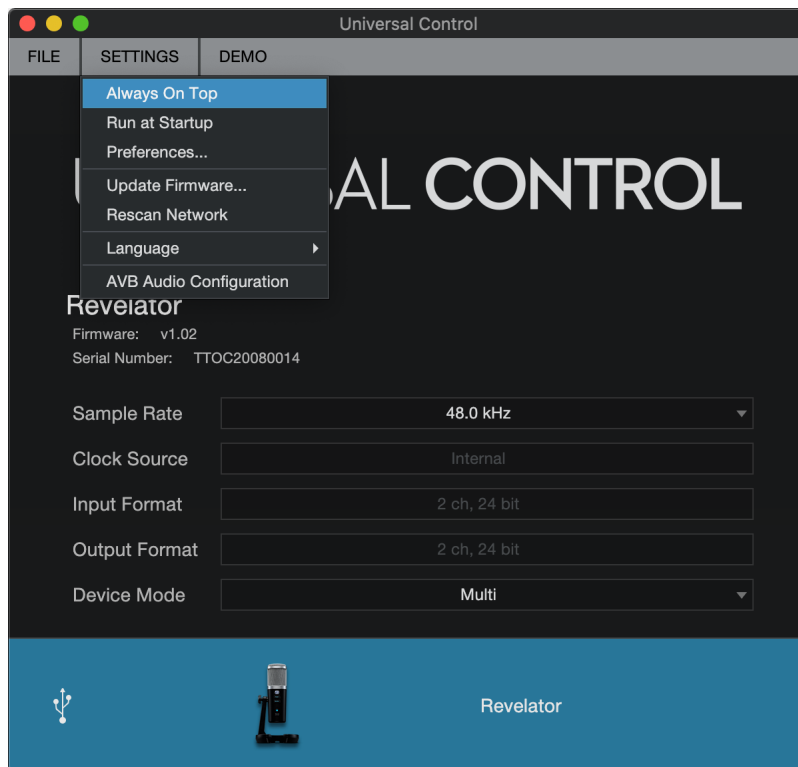 Universal Control
FILE SETTINGS DEMO
Always On Top
Run at Startup
Preferences...
Update Firmware...
Rescan Network
Language
AVB Audio Configuration
AL CONTROL
Revelator
Firmware: v1.02
Serial Number: TTOC20080014
Sample Rate 48.0 kHz
Clock Source Internal
Input Format 2 ch, 24 bit
Output Format 2 ch, 24 bit
Device Mode Multi
Revelator